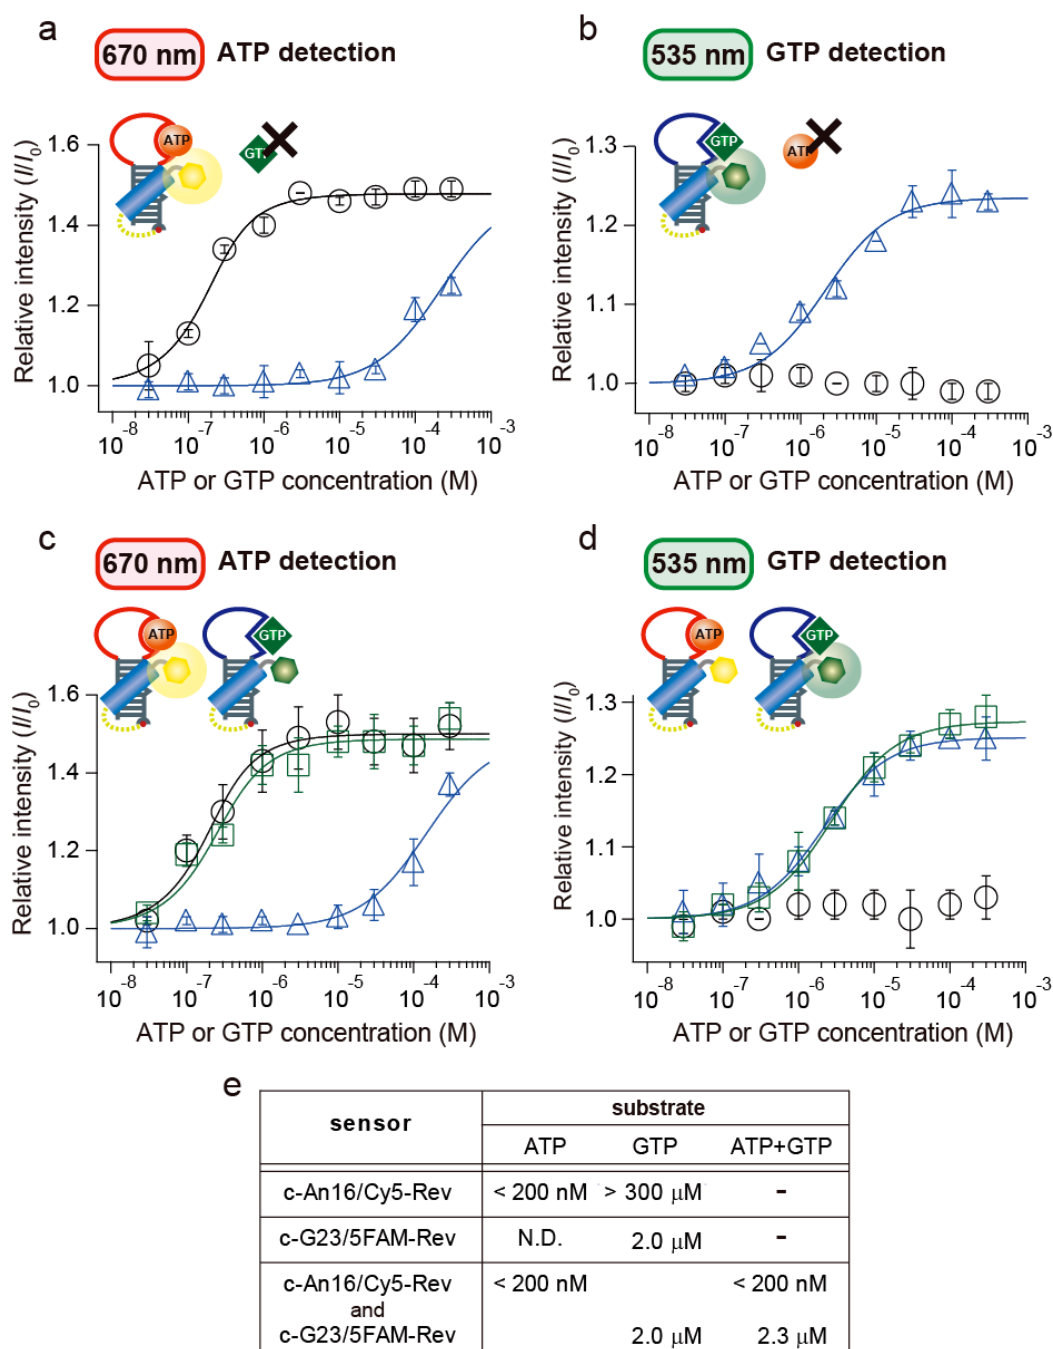 a
670 nm ATP detection
ATP
GT
Relative intensity (I/I0)
1.6
1.4
1.2
1.0
10-8 10-7 10-6 10-5 10-4 10-3
ATP or GTP concentration (M)
b
535 nm GTP detection
GTP
ATP
Relative intensity (I/I0)
1.3
1.2
1.1
1.0
10-8 10-7 10-6 10-5 10-4 10-3
ATP or GTP concentration (M)
c
670 nm ATP detection
ATP GTP
Relative intensity (I/I0)
1.6
1.4
1.2
1.0
10-8 10-7 10-6 10-5 10-4 10-3
ATP or GTP concentration (M)
d
535 nm GTP detection
ATP GTP
Relative intensity (I/I0)
1.3
1.2
1.1
1.0
10-8 10-7 10-6 10-5 10-4 10-3
ATP or GTP concentration (M)
e
sensor substrate
ATP GTP ATP+GTP
c-An16/Cy5-Rev < 200 nM > 300 μM -
c-G23/5FAM-Rev N.D. 2.0 μM -
c-An16/Cy5-Rev < 200 nM < 200 nM
and
c-G23/5FAM-Rev 2.0 μM 2.3 μM